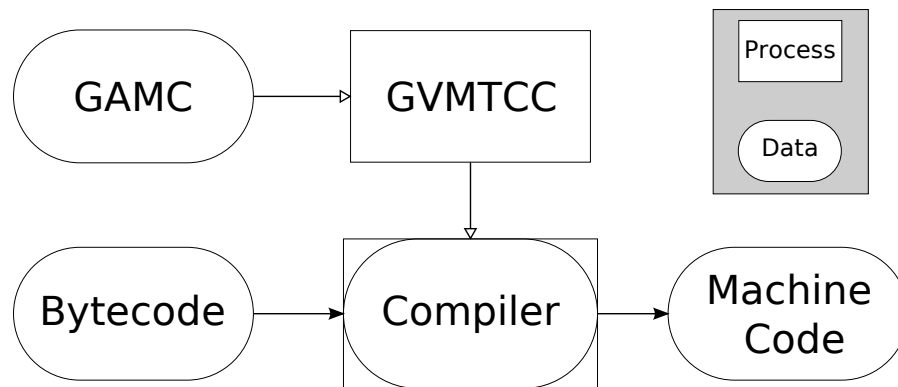 GAMC
GVMTCC
Process
Data
Bytecode
Compiler
Machine
Code